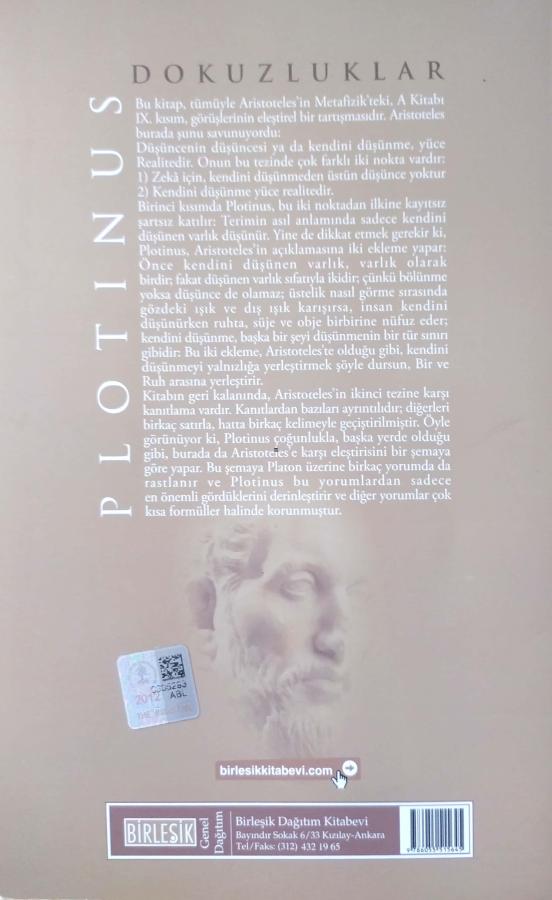 DOKUZLUKLAR
PLOTINUS
Bu kitap, tümüyle Aristoteles'in Metafizik'teki, A Kitabı
IX. kısım, görüşlerinin eleştirel bir tartışmasıdır. Aristoteles
burada şunu savunuyordu:
Düşüncenin düşüncesi ya da kendini düşünme, yüce
Realitedir. Onun bu tezinde çok farklı iki nokta vardır:
1) Zekâ için, kendini düşünmeden üstün düşünce yoktur
2) Kendini düşünme yüce realitedir.
Birinci kısımda Plotinus, bu iki noktadan ilkine kayıtsız
şartsız katılır: Terimin asıl anlamında sadece kendini
düşünen varlık düşünür. Yine de dikkat etmek gerekir ki,
Plotinus, Aristoteles'in açıklamasına iki ekleme yapar:
Önce kendini düşünen varlık, varlık olarak
birdir; fakat düşünen varlık sıfatıyla ikidir; çünkü bölünme
yoksa düşünce de olamaz; üstelik nasıl görme sırasında
gözdeki ışık ve dış ışık karışırsa, insan kendini
düşünürken ruhta, süje ve obje birbirine nüfuz eder;
kendini düşünme, başka bir şeyi düşünmenin bir tür sınırı
gibidir: Bu iki ekleme, Aristoteles'te olduğu gibi, kendini
düşünmeyi yalnızlığa yerleştirmek şöyle dursun, Bir ve
Ruh arasına yerleştirir.
Kitabın geri kalanında, Aristoteles'in ikinci tezine karşı
kanıtlama vardır. Kanıtlardan bazıları ayrıntılıdır; diğerleri
birkaç satırla, hatta birkaç kelimeyle geçiştirilmiştir. Öyle
görünüyor ki, Plotinus çoğunlukla, başka yerde olduğu
gibi, burada da Aristoteles'e karşı eleştirisini bir şemaya
göre yapar. Bu şemaya Platon üzerine birkaç yorumda da
rastlanır ve Plotinus bu yorumlardan sadece
en önemli gördüklerini derinleştirir ve diğer yorumlar çok
kısa formüller halinde korunmuştur.
2012
ABL
birlesikkitabevi.com
BİRLEŞİK
Genel
Dağıtım
Birleşik Dağıtım Kitabevi
Bayındır Sokak 6/33 Kızılay-Ankara
Tel/Faks: (312) 432 19 65